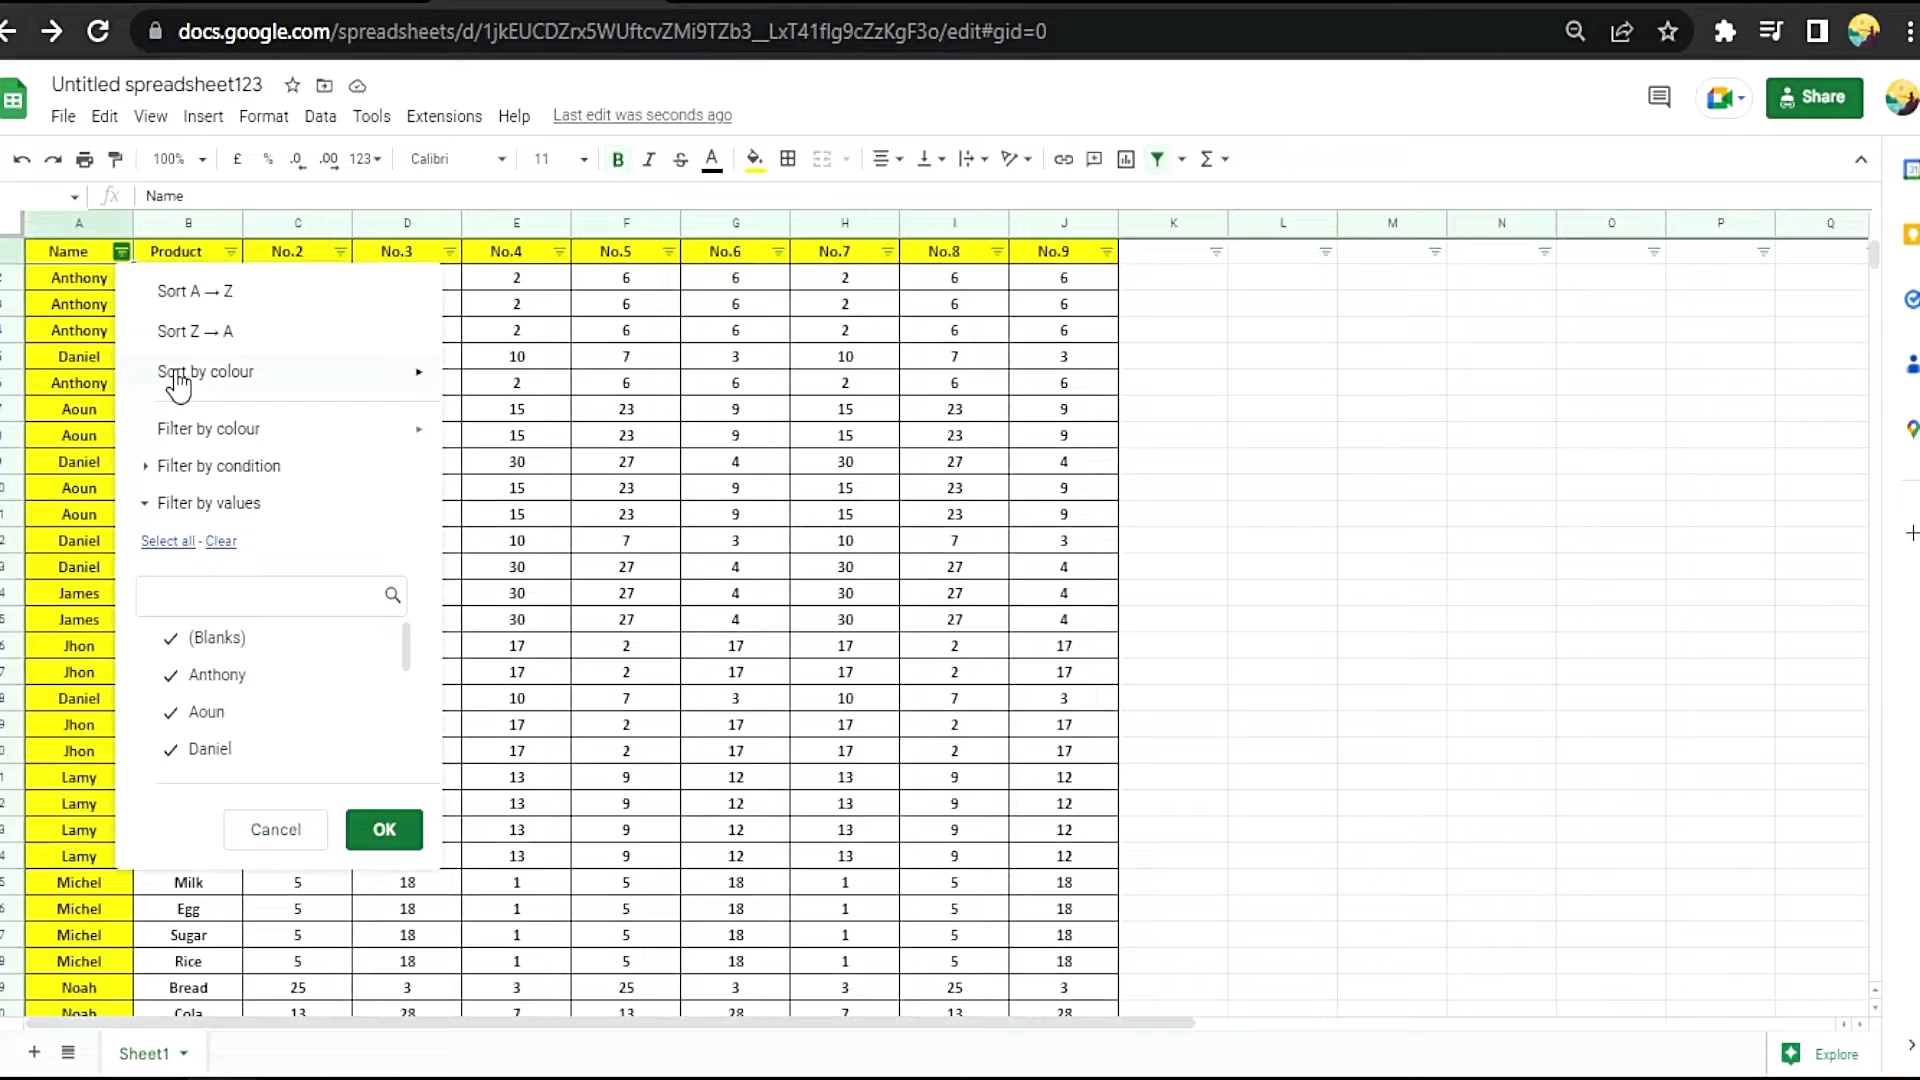 docs.google.com/spreadsheets/d/1jkEUCDZrx5WUftcvZMi9TZb3__LxT41flg9cZzKgF3o/edit#gid=0
Untitled spreadsheet123
File Edit View Insert Format Data Tools Extensions Help Last edit was seconds ago
Share
100% £ % .0 .00 123 Calibri 11 B I S A Σ
fx Name
A B C D E F G H I J K L M N O P Q
Name Product No.2 No.3 No.4 No.5 No.6 No.7 No.8 No.9
Anthony 2 6 6 2 6 6
Anthony 2 6 6 2 6 6
Anthony 2 6 6 2 6 6
Daniel 10 7 3 10 7 3
Anthony 2 6 6 2 6 6
Aoun 15 23 9 15 23 9
Aoun 15 23 9 15 23 9
Daniel 30 27 4 30 27 4
Aoun 15 23 9 15 23 9
Aoun 15 23 9 15 23 9
Daniel 10 7 3 10 7 3
Daniel 30 27 4 30 27 4
James 30 27 4 30 27 4
James 30 27 4 30 27 4
Jhon 17 2 17 17 2 17
Jhon 17 2 17 17 2 17
Daniel 10 7 3 10 7 3
Jhon 17 2 17 17 2 17
Jhon 17 2 17 17 2 17
Lamy 13 9 12 13 9 12
Lamy 13 9 12 13 9 12
Lamy 13 9 12 13 9 12
Lamy 13 9 12 13 9 12
Michel Milk 5 18 1 5 18 1 5 18
Michel Egg 5 18 1 5 18 1 5 18
Michel Sugar 5 18 1 5 18 1 5 18
Michel Rice 5 18 1 5 18 1 5 18
Noah Bread 25 3 3 25 3 3 25 3
Noah Cola 13 28 7 13 28 7 13 28
Sort A → Z
Sort Z → A
Sort by colour
Filter by colour
Filter by condition
Filter by values
Select all - Clear
(Blanks)
Anthony
Aoun
Daniel
Cancel OK
Sheet1
Explore